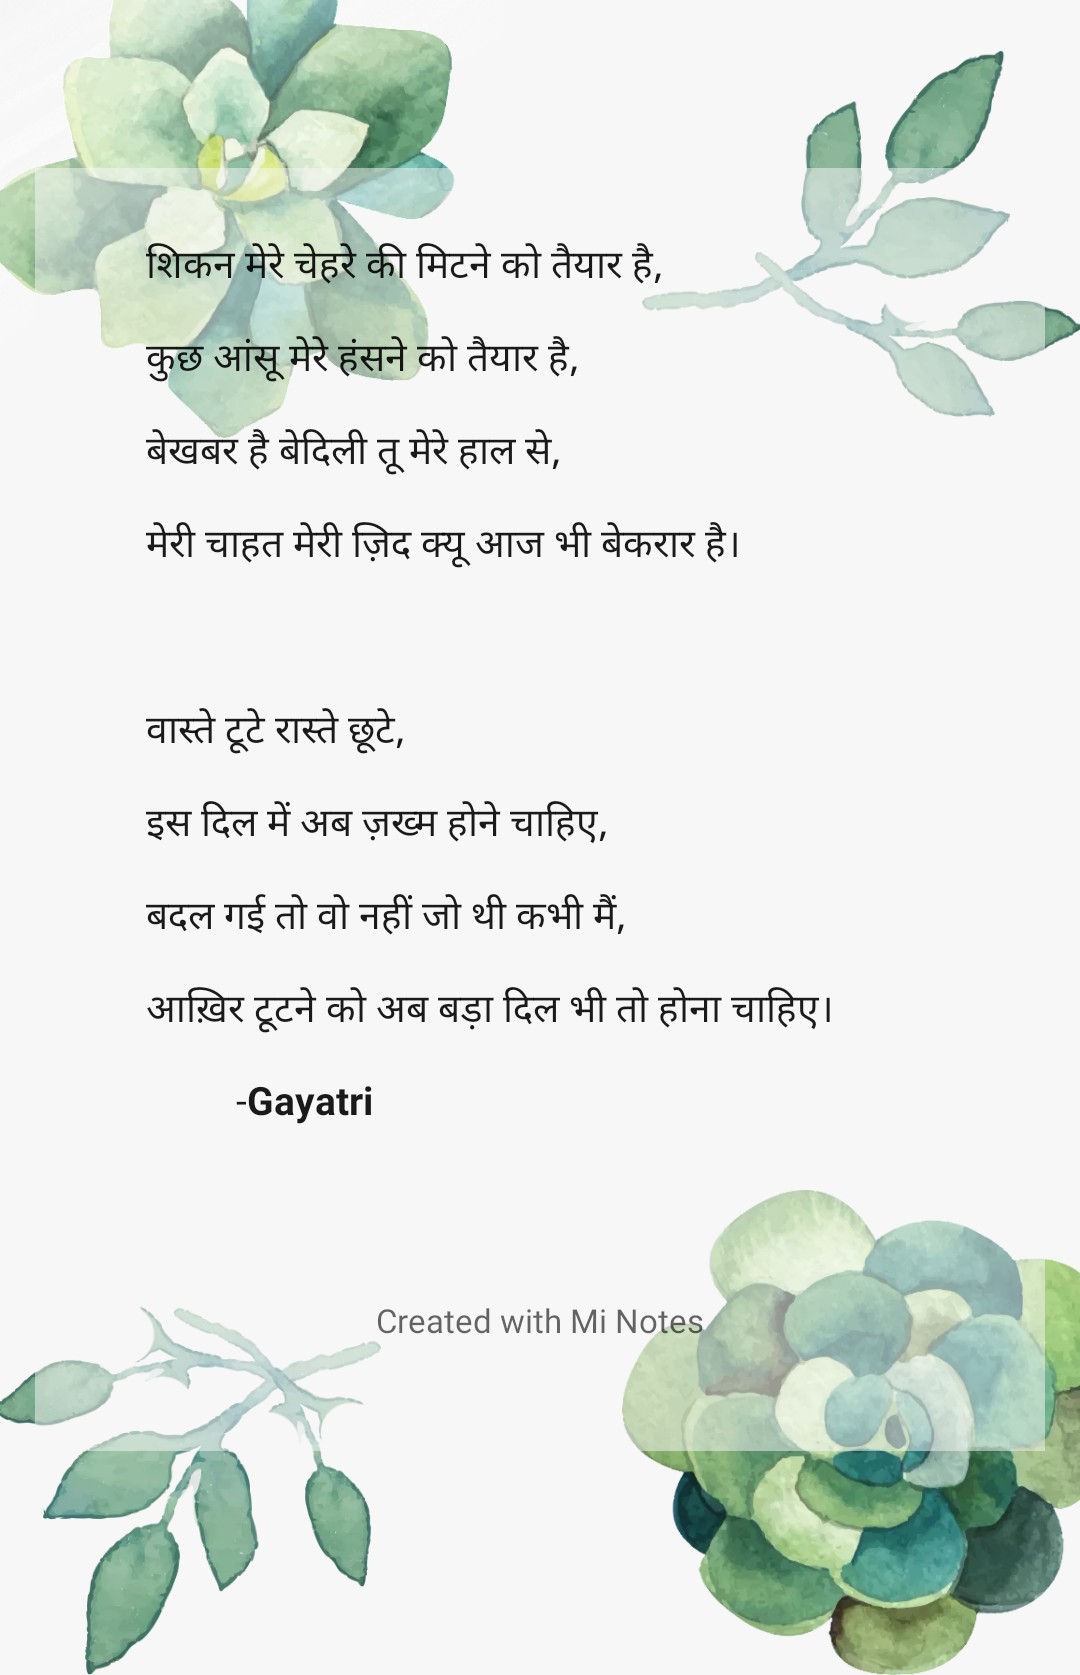 शिकन मेरे चेहरे की मिटने को तैयार है,
कुछ आंसू मेरे हंसने को तैयार है,
बेखबर है बेदिली तू मेरे हाल से,
मेरी चाहत मेरी ज़िद क्यू आज भी बेकरार है।
वास्ते टूटे रास्ते छूटे,
इस दिल में अब ज़ख्म होने चाहिए,
बदल गई तो वो नहीं जो थी कभी मैं,
आख़िर टूटने को अब बड़ा दिल भी तो होना चाहिए।
-Gayatri
Created with Mi Notes